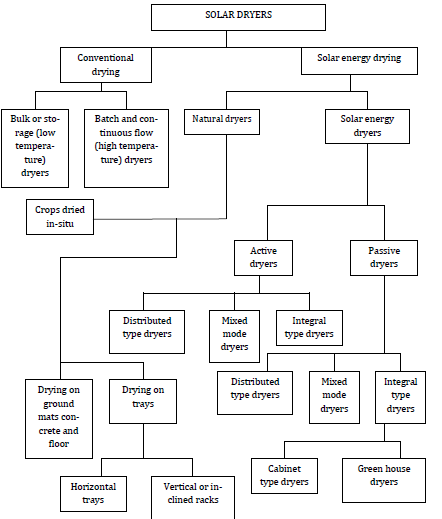 SOLAR DRYERS
Conventional
drying
Solar energy drying
Bulk or sto-
rage (low
tempera-
ture)
dryers
Batch and con-
tinuous flow
(high tempera-
ture) dryers
Natural dryers
Solar energy
dryers
Crops dried
in-situ
Active
dryers
Passive
dryers
Distributed
type dryers
Mixed
mode
dryers
Integral
type dryers
Distributed
type dryers
Mixed
mode
dryers
Integral
type
dryers
Drying on
ground
mats con-
crete and
floor
Drying on
trays
Cabinet
type dryers
Green house
dryers
Horizontal
trays
Vertical or in-
clined racks